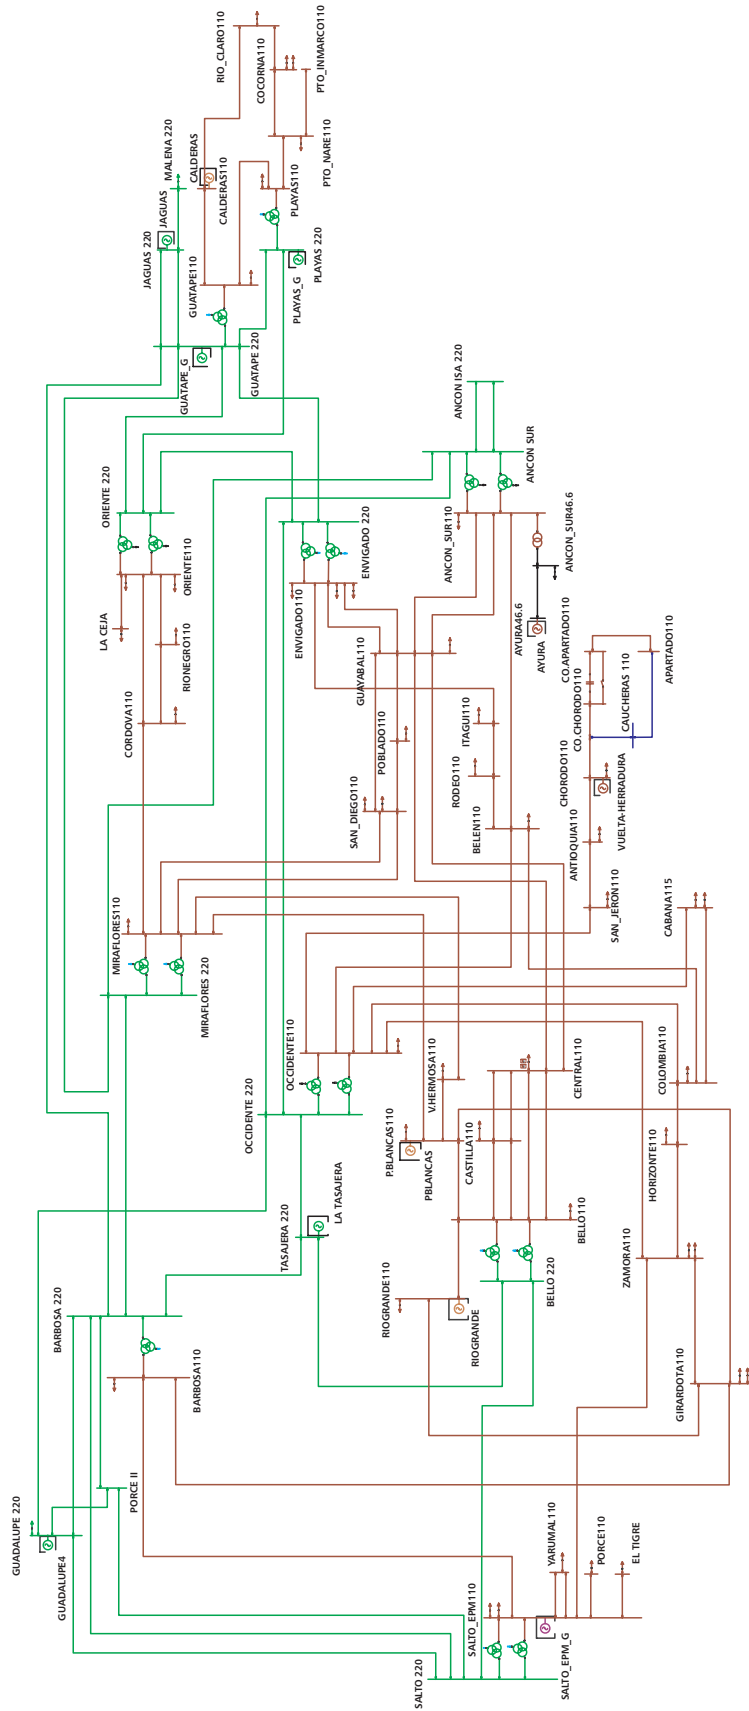 RIO_CLARO110
COCORNA110
PTO_INMARCO110
MALENA 220
CALDERAS
JAGUAS
JAGUAS 220
CALDERAS110
PTO_NARE110
PLAYAS110
GUATAPE110
PLAYAS_G
PLAYAS 220
GUATAPE_G
GUATAPE 220
ANCON ISA 220
ORIENTE 220
ANCON SUR
ORIENTE110
ENVIGADO 220
ANCON_SUR110
ANCON_SUR46.6
LA CEJA
ENVIGADO110
AYURA46.6
AYURA
RIONEGRO110
GUAYABAL110
CO.APARTADO110
APARTADO110
CORDOVA110
POBLADO110
ITAGUI110
CO.CHORODO110
CAUCHERAS 110
RODEO110
CHORODO110
SAN_DIEGO110
BELEN110
VUELTA-HERRADURA
ANTIOQUIA110
SAN_JERON110
MIRAFLORES110
CABANA115
MIRAFLORES 220
OCCIDENTE110
V.HERMOSA110
CENTRAL110
COLOMBIA110
OCCIDENTE 220
P.BLANCAS110
PBLANCAS
CASTILLA110
HORIZONTE110
LA TASAJERA
TASAJERA 220
BELLO110
ZAMORA110
BELLO 220
RIOGRANDE110
RIOGRANDE
BARBOSA 220
BARBOSA110
GIRARDOTA110
PORCE II
GUADALUPE 220
GUADALUPE4
YARUMAL110
PORCE110
EL TIGRE
SALTO_EPM110
SALTO_EPM_G
SALTO 220